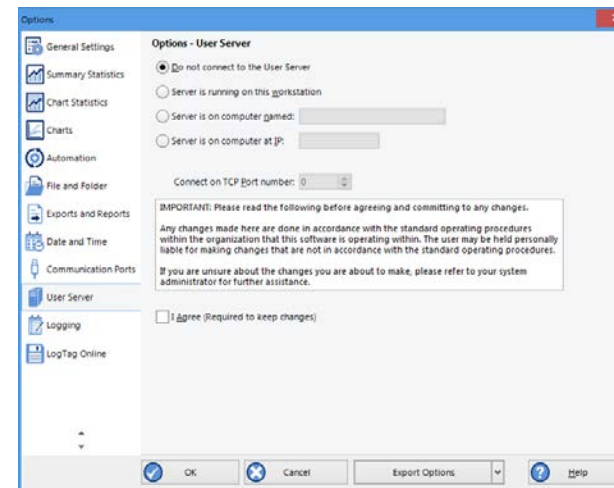 Options
General Settings
Summary Statistics
Chart Statistics
Charts
Automation
File and Folder
Exports and Reports
Date and Time
Communication Ports
User Server
Logging
LogTag Online
Options - User Server
Do not connect to the User Server
Server is running on this workstation
Server is on computer named:
Server is on computer at IP:
Connect on TCP Port number: 0
IMPORTANT: Please read the following before agreeing and committing to any changes.
Any changes made here are done in accordance with the standard operating procedures
within the organization that this software is operating within. The user may be held personally
liable for making changes that are not in accordance with the standard operating procedures.
If you are unsure about the changes you are about to make, please refer to your system
administrator for further assistance.
I Agree (Required to keep changes)
OK
Cancel
Export Options
Help